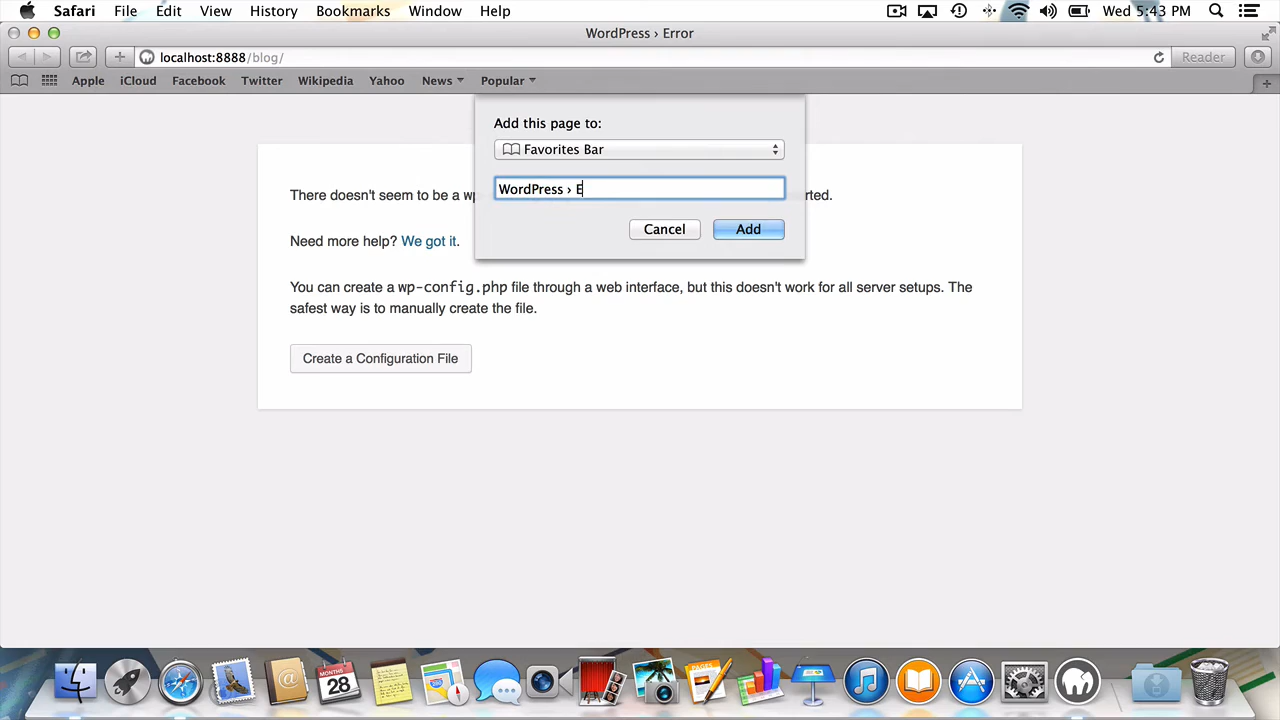 Safari File Edit View History Bookmarks Window Help Wed 5:43 PM
WordPress › Error
localhost:8888/blog/ Reader
Apple iCloud Facebook Twitter Wikipedia Yahoo News Popular
Add this page to:
Favorites Bar
WordPress › E
Cancel Add
There doesn't seem to be a wp rted.
Need more help? We got it.
You can create a wp-config.php file through a web interface, but this doesn't work for all server setups. The
safest way is to manually create the file.
Create a Configuration File
MONTHS
28
PAGES